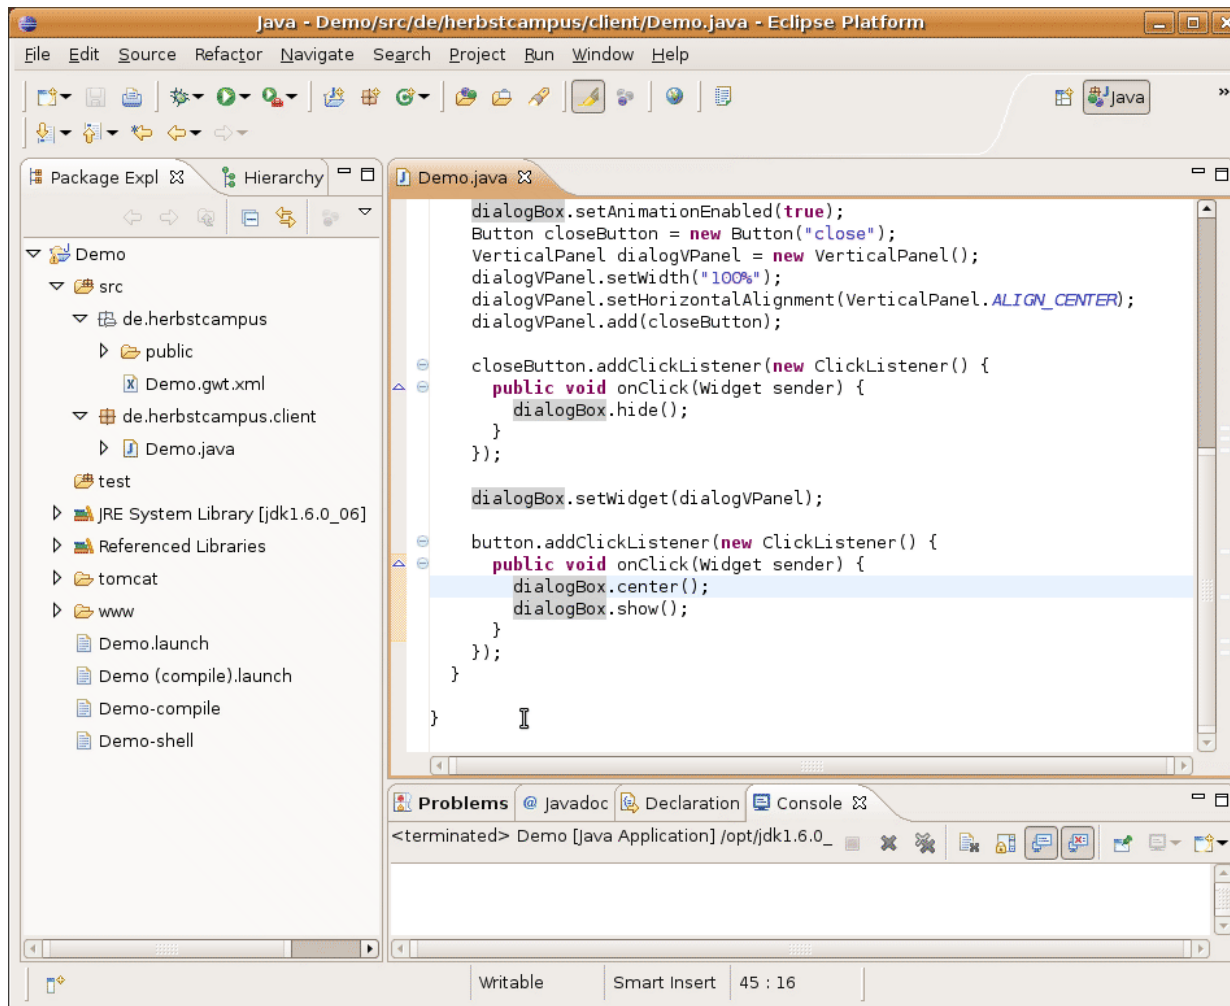 Java - Demo/src/de/herbstcampus/client/Demo.java - Eclipse Platform
File Edit Source Refactor Navigate Search Project Run Window Help
Java
»
Package Expl Hierarchy
Demo
src
de.herbstcampus
public
Demo.gwt.xml
de.herbstcampus.client
Demo.java
test
JRE System Library [jdk1.6.0_06]
Referenced Libraries
tomcat
www
Demo.launch
Demo (compile).launch
Demo-compile
Demo-shell
Demo.java
dialogBox.setAnimationEnabled(true);
Button closeButton = new Button("close");
VerticalPanel dialogVPanel = new VerticalPanel();
dialogVPanel.setWidth("100%");
dialogVPanel.setHorizontalAlignment(VerticalPanel.ALIGN_CENTER);
dialogVPanel.add(closeButton);
closeButton.addClickListener(new ClickListener() {
public void onClick(Widget sender) {
dialogBox.hide();
}
});
dialogBox.setWidget(dialogVPanel);
button.addClickListener(new ClickListener() {
public void onClick(Widget sender) {
dialogBox.center();
dialogBox.show();
}
});
}
}
Problems @ Javadoc Declaration Console
<terminated> Demo [Java Application] /opt/jdk1.6.0_
Writable Smart Insert 45 : 16